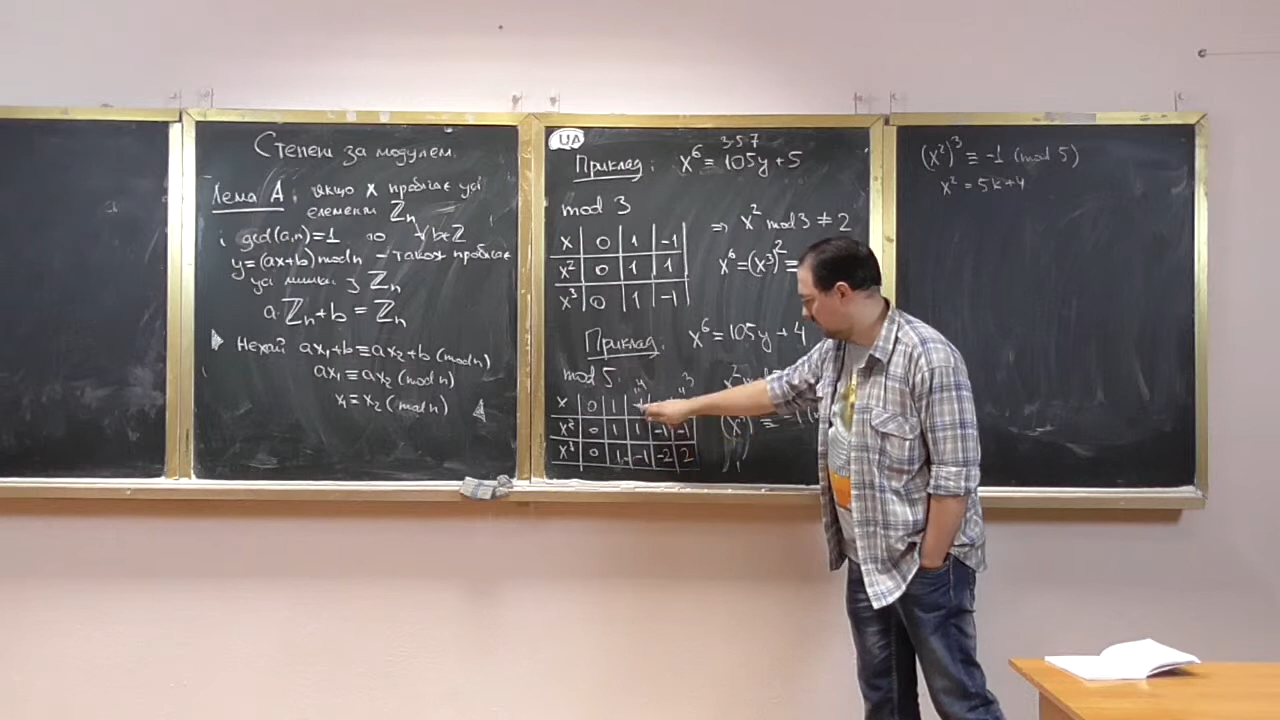 Степені за модулем.
Лема А: якщо x пробігає усі
елементи ℤn
і gcd(a,n)=1, то ∀ b∈ℤ
y=(ax+b) mod n - також пробігає
усі лишки з ℤn
a·ℤn+b=ℤn
Нехай ax₁+b≡ax₂+b (mod n)
ax₁≡ax₂ (mod n)
x₁≡x₂ (mod n)
UA
3·5·7
Приклад: x⁶=105y+5
mod 3
x | 0 | 1 | -1
x² | 0 | 1 | 1
x³ | 0 | 1 | -1
⇒ x² mod 3 ≠ 2
x⁶=(x³)²≡
Приклад: x⁶=105y+4
mod 5:
x | 0 | 1
x² | 0 | 1 | 1 | -1 | -1
x³ | 0 | 1 | -1 | -2 | 2
(x²)³≡-1 (mod 5)
x²=5k+4